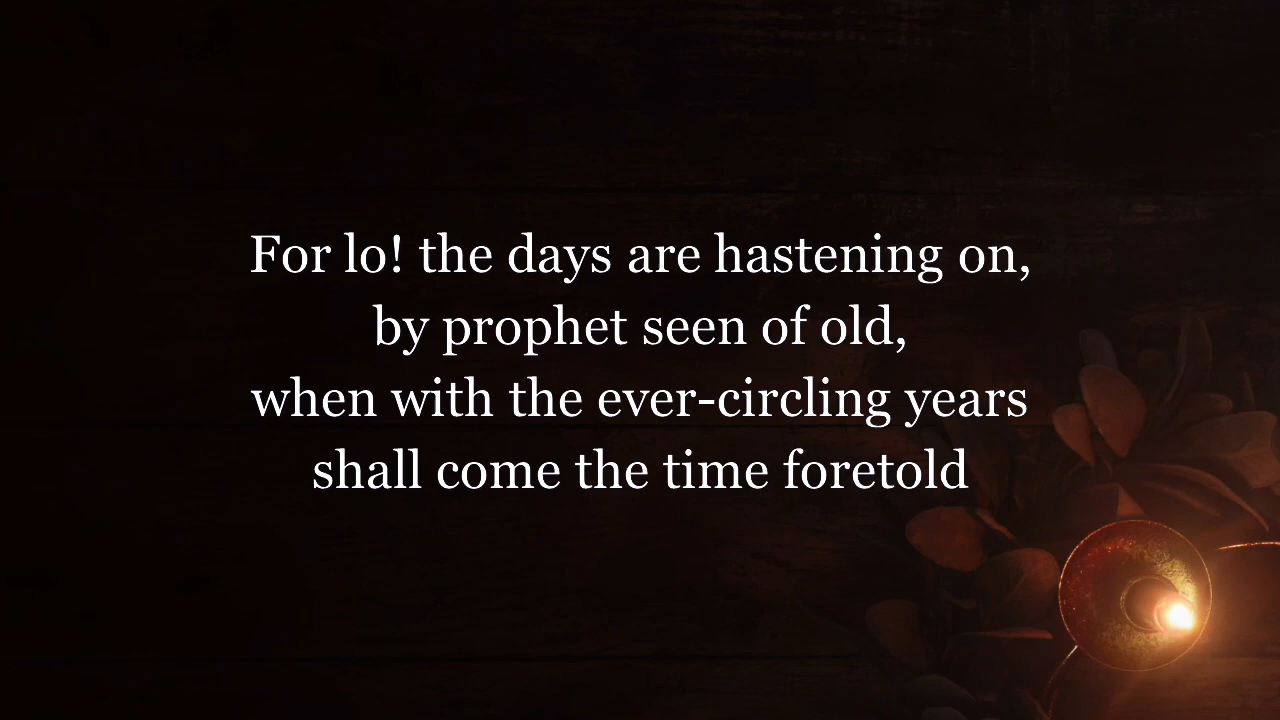 For lo! the days are hastening on,
by prophet seen of old,
when with the ever-circling years
shall come the time foretold